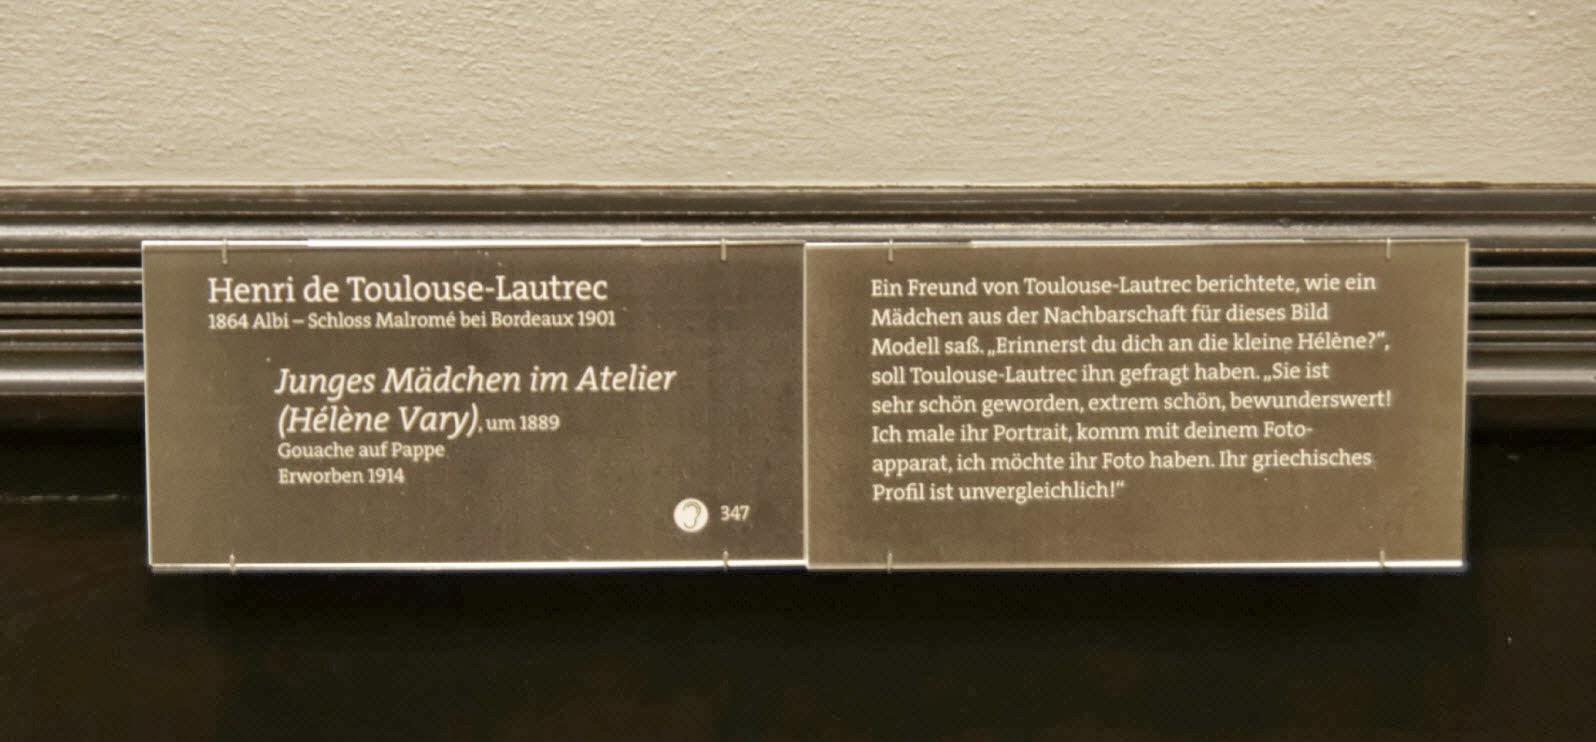 Henri de Toulouse-Lautrec
1864 Albi – Schloss Malromé bei Bordeaux 1901
Junges Mädchen im Atelier
(Hélène Vary), um 1889
Gouache auf Pappe
Erworben 1914
347
Ein Freund von Toulouse-Lautrec berichtete, wie ein
Mädchen aus der Nachbarschaft für dieses Bild
Modell saß. „Erinnerst du dich an die kleine Hélène?“,
soll Toulouse-Lautrec ihn gefragt haben. „Sie ist
sehr schön geworden, extrem schön, bewunderswert!
Ich male ihr Portrait, komm mit deinem Foto-
apparat, ich möchte ihr Foto haben. Ihr griechisches
Profil ist unvergleichlich!“